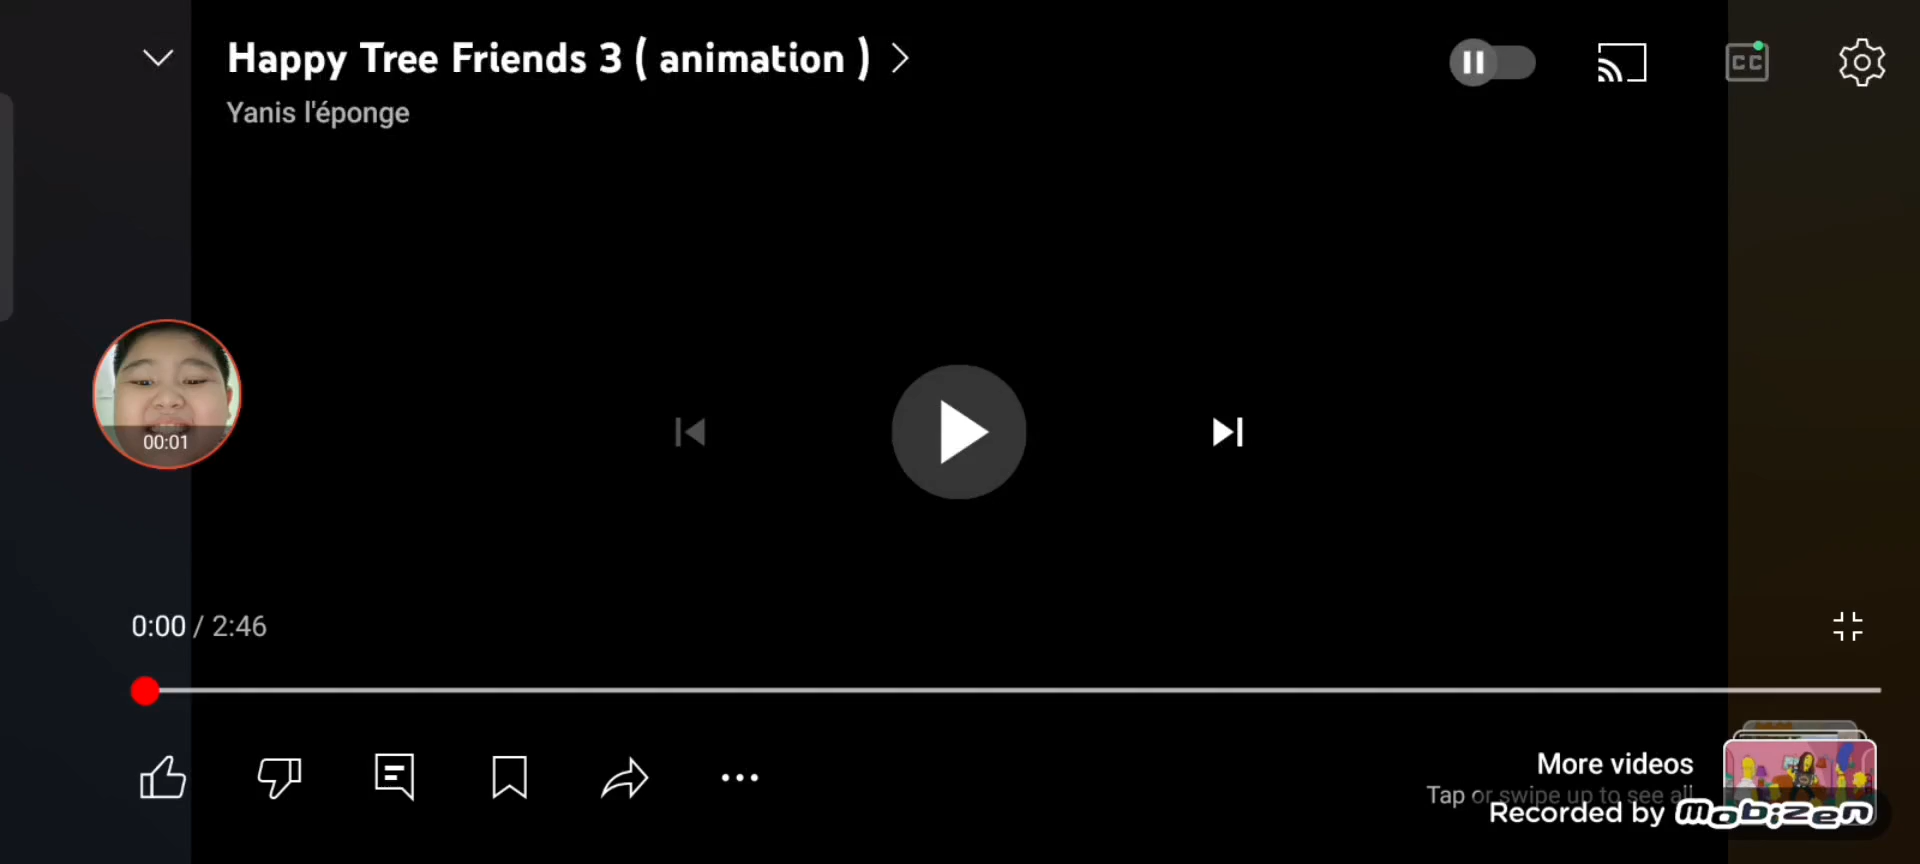 Happy Tree Friends 3 ( animation )
Yanis l'éponge
CC
00:01
0:00 / 2:46
More videos
Tap or swipe up to see all
Recorded by mobizen